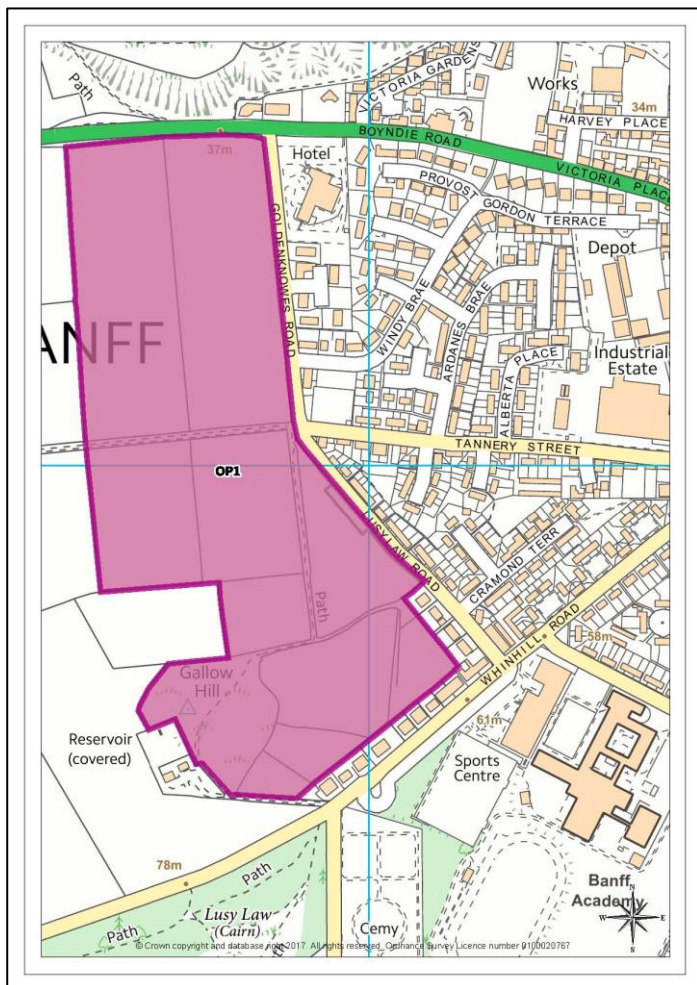 Path
VICTORIA GARDENS
Works
34m
HARVEY PLACE
37m
BOYNDIE ROAD
VICTORIA PLACE
Hotel
PROVOST GORDON TERRACE
GOLDENKNOWES ROAD
Depot
WINDY BRAE
ARDANES BRAE
ANFF
ALBERTA PLACE
Industrial
Estate
TANNERY STREET
OP1
LUSYLAW ROAD
CRAMOND TERR
Path
WHINHILL ROAD
58m
Gallow
Hill
61m
Reservoir
(covered)
Sports
Centre
78m
Path
Banff
Academy
N
W
E
S
Lusy Law
(Cairn)
Path
Cemy
© Crown copyright and database right 2017. All rights reserved. Ordnance Survey Licence number 0100020767